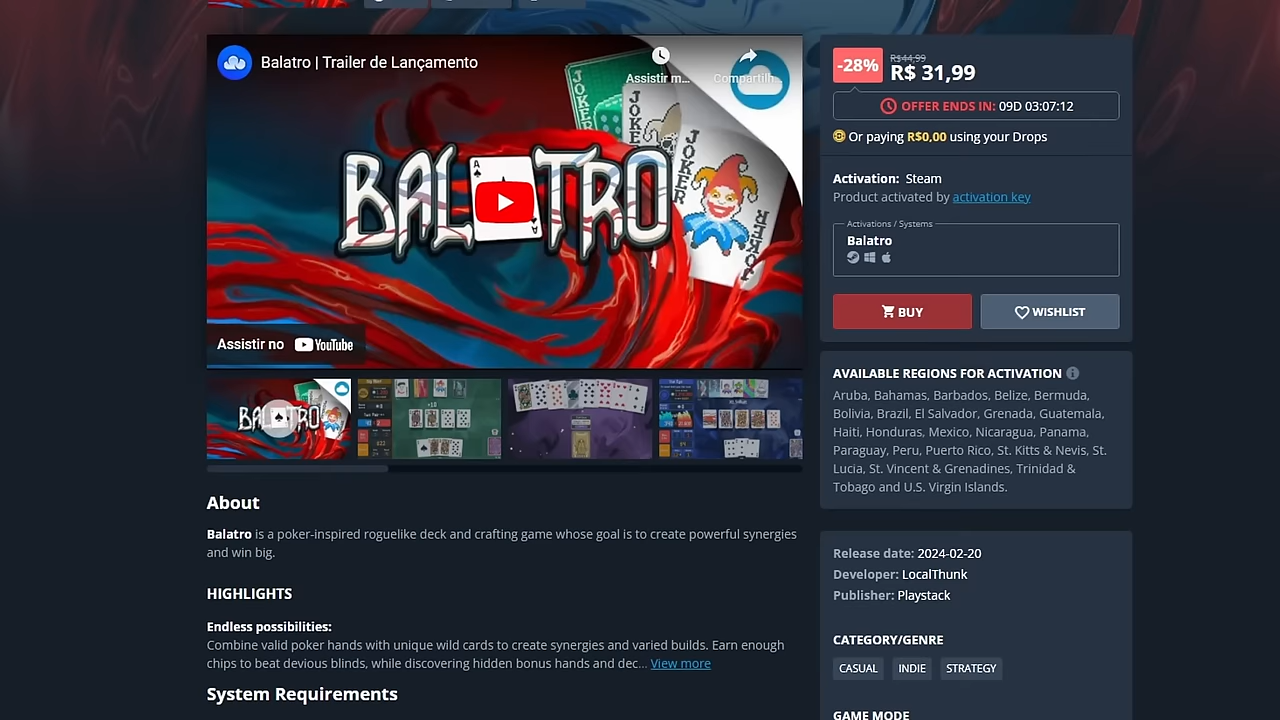 Balatro | Trailer de Lançamento
Assistir m...
Compartilh...
JOKER
JOKER
JOKER
JOKER
BALATRO
A
A
Assistir no YouTube
BALATRO
About
Balatro is a poker-inspired roguelike deck and crafting game whose goal is to create powerful synergies
and win big.
HIGHLIGHTS
Endless possibilities:
Combine valid poker hands with unique wild cards to create synergies and varied builds. Earn enough
chips to beat devious blinds, while discovering hidden bonus hands and dec... View more
System Requirements
-28%
R$44,99
R$ 31,99
OFFER ENDS IN: 09D 03:07:12
Or paying R$0,00 using your Drops
Activation: Steam
Product activated by activation key
Activations / Systems
Balatro
BUY
WISHLIST
AVAILABLE REGIONS FOR ACTIVATION
Aruba, Bahamas, Barbados, Belize, Bermuda,
Bolivia, Brazil, El Salvador, Grenada, Guatemala,
Haiti, Honduras, Mexico, Nicaragua, Panama,
Paraguay, Peru, Puerto Rico, St. Kitts & Nevis, St.
Lucia, St. Vincent & Grenadines, Trinidad &
Tobago and U.S. Virgin Islands.
Release date: 2024-02-20
Developer: LocalThunk
Publisher: Playstack
CATEGORY/GENRE
CASUAL
INDIE
STRATEGY
GAME MODE